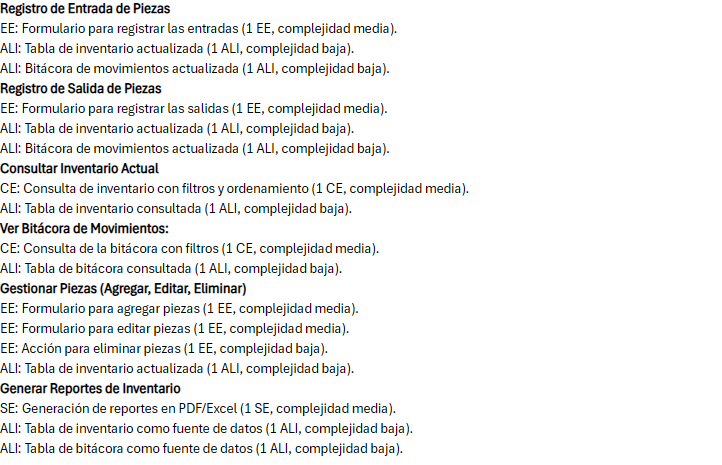 Registro de Entrada de Piezas
EE: Formulario para registrar las entradas (1 EE, complejidad media).
ALI: Tabla de inventario actualizada (1 ALI, complejidad baja).
ALI: Bitácora de movimientos actualizada (1 ALI, complejidad baja).
Registro de Salida de Piezas
EE: Formulario para registrar las salidas (1 EE, complejidad media).
ALI: Tabla de inventario actualizada (1 ALI, complejidad baja).
ALI: Bitácora de movimientos actualizada (1 ALI, complejidad baja).
Consultar Inventario Actual
CE: Consulta de inventario con filtros y ordenamiento (1 CE, complejidad media).
ALI: Tabla de inventario consultada (1 ALI, complejidad baja).
Ver Bitácora de Movimientos:
CE: Consulta de la bitácora con filtros (1 CE, complejidad media).
ALI: Tabla de bitácora consultada (1 ALI, complejidad baja).
Gestionar Piezas (Agregar, Editar, Eliminar)
EE: Formulario para agregar piezas (1 EE, complejidad media).
EE: Formulario para editar piezas (1 EE, complejidad media).
EE: Acción para eliminar piezas (1 EE, complejidad baja).
ALI: Tabla de inventario actualizada (1 ALI, complejidad baja).
Generar Reportes de Inventario
SE: Generación de reportes en PDF/Excel (1 SE, complejidad media).
ALI: Tabla de inventario como fuente de datos (1 ALI, complejidad baja).
ALI: Tabla de bitácora como fuente de datos (1 ALI, complejidad baja).